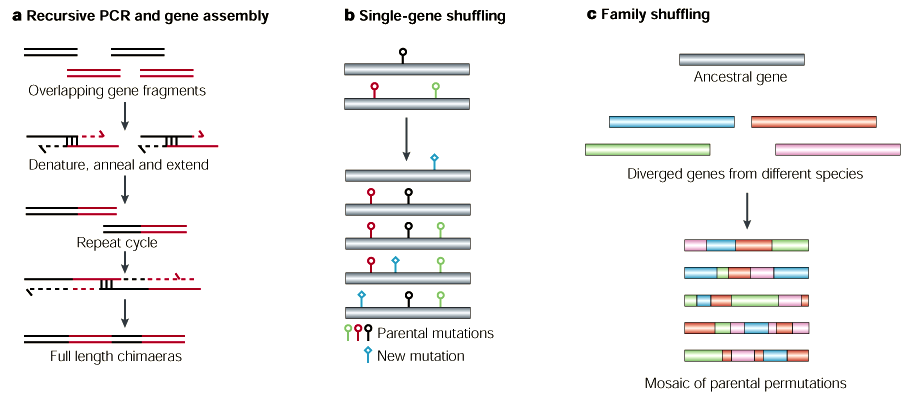 a Recursive PCR and gene assembly
Overlapping gene fragments
Denature, anneal and extend
Repeat cycle
Full length chimaeras
b Single-gene shuffling
Parental mutations
New mutation
c Family shuffling
Ancestral gene
Diverged genes from different species
Mosaic of parental permutations